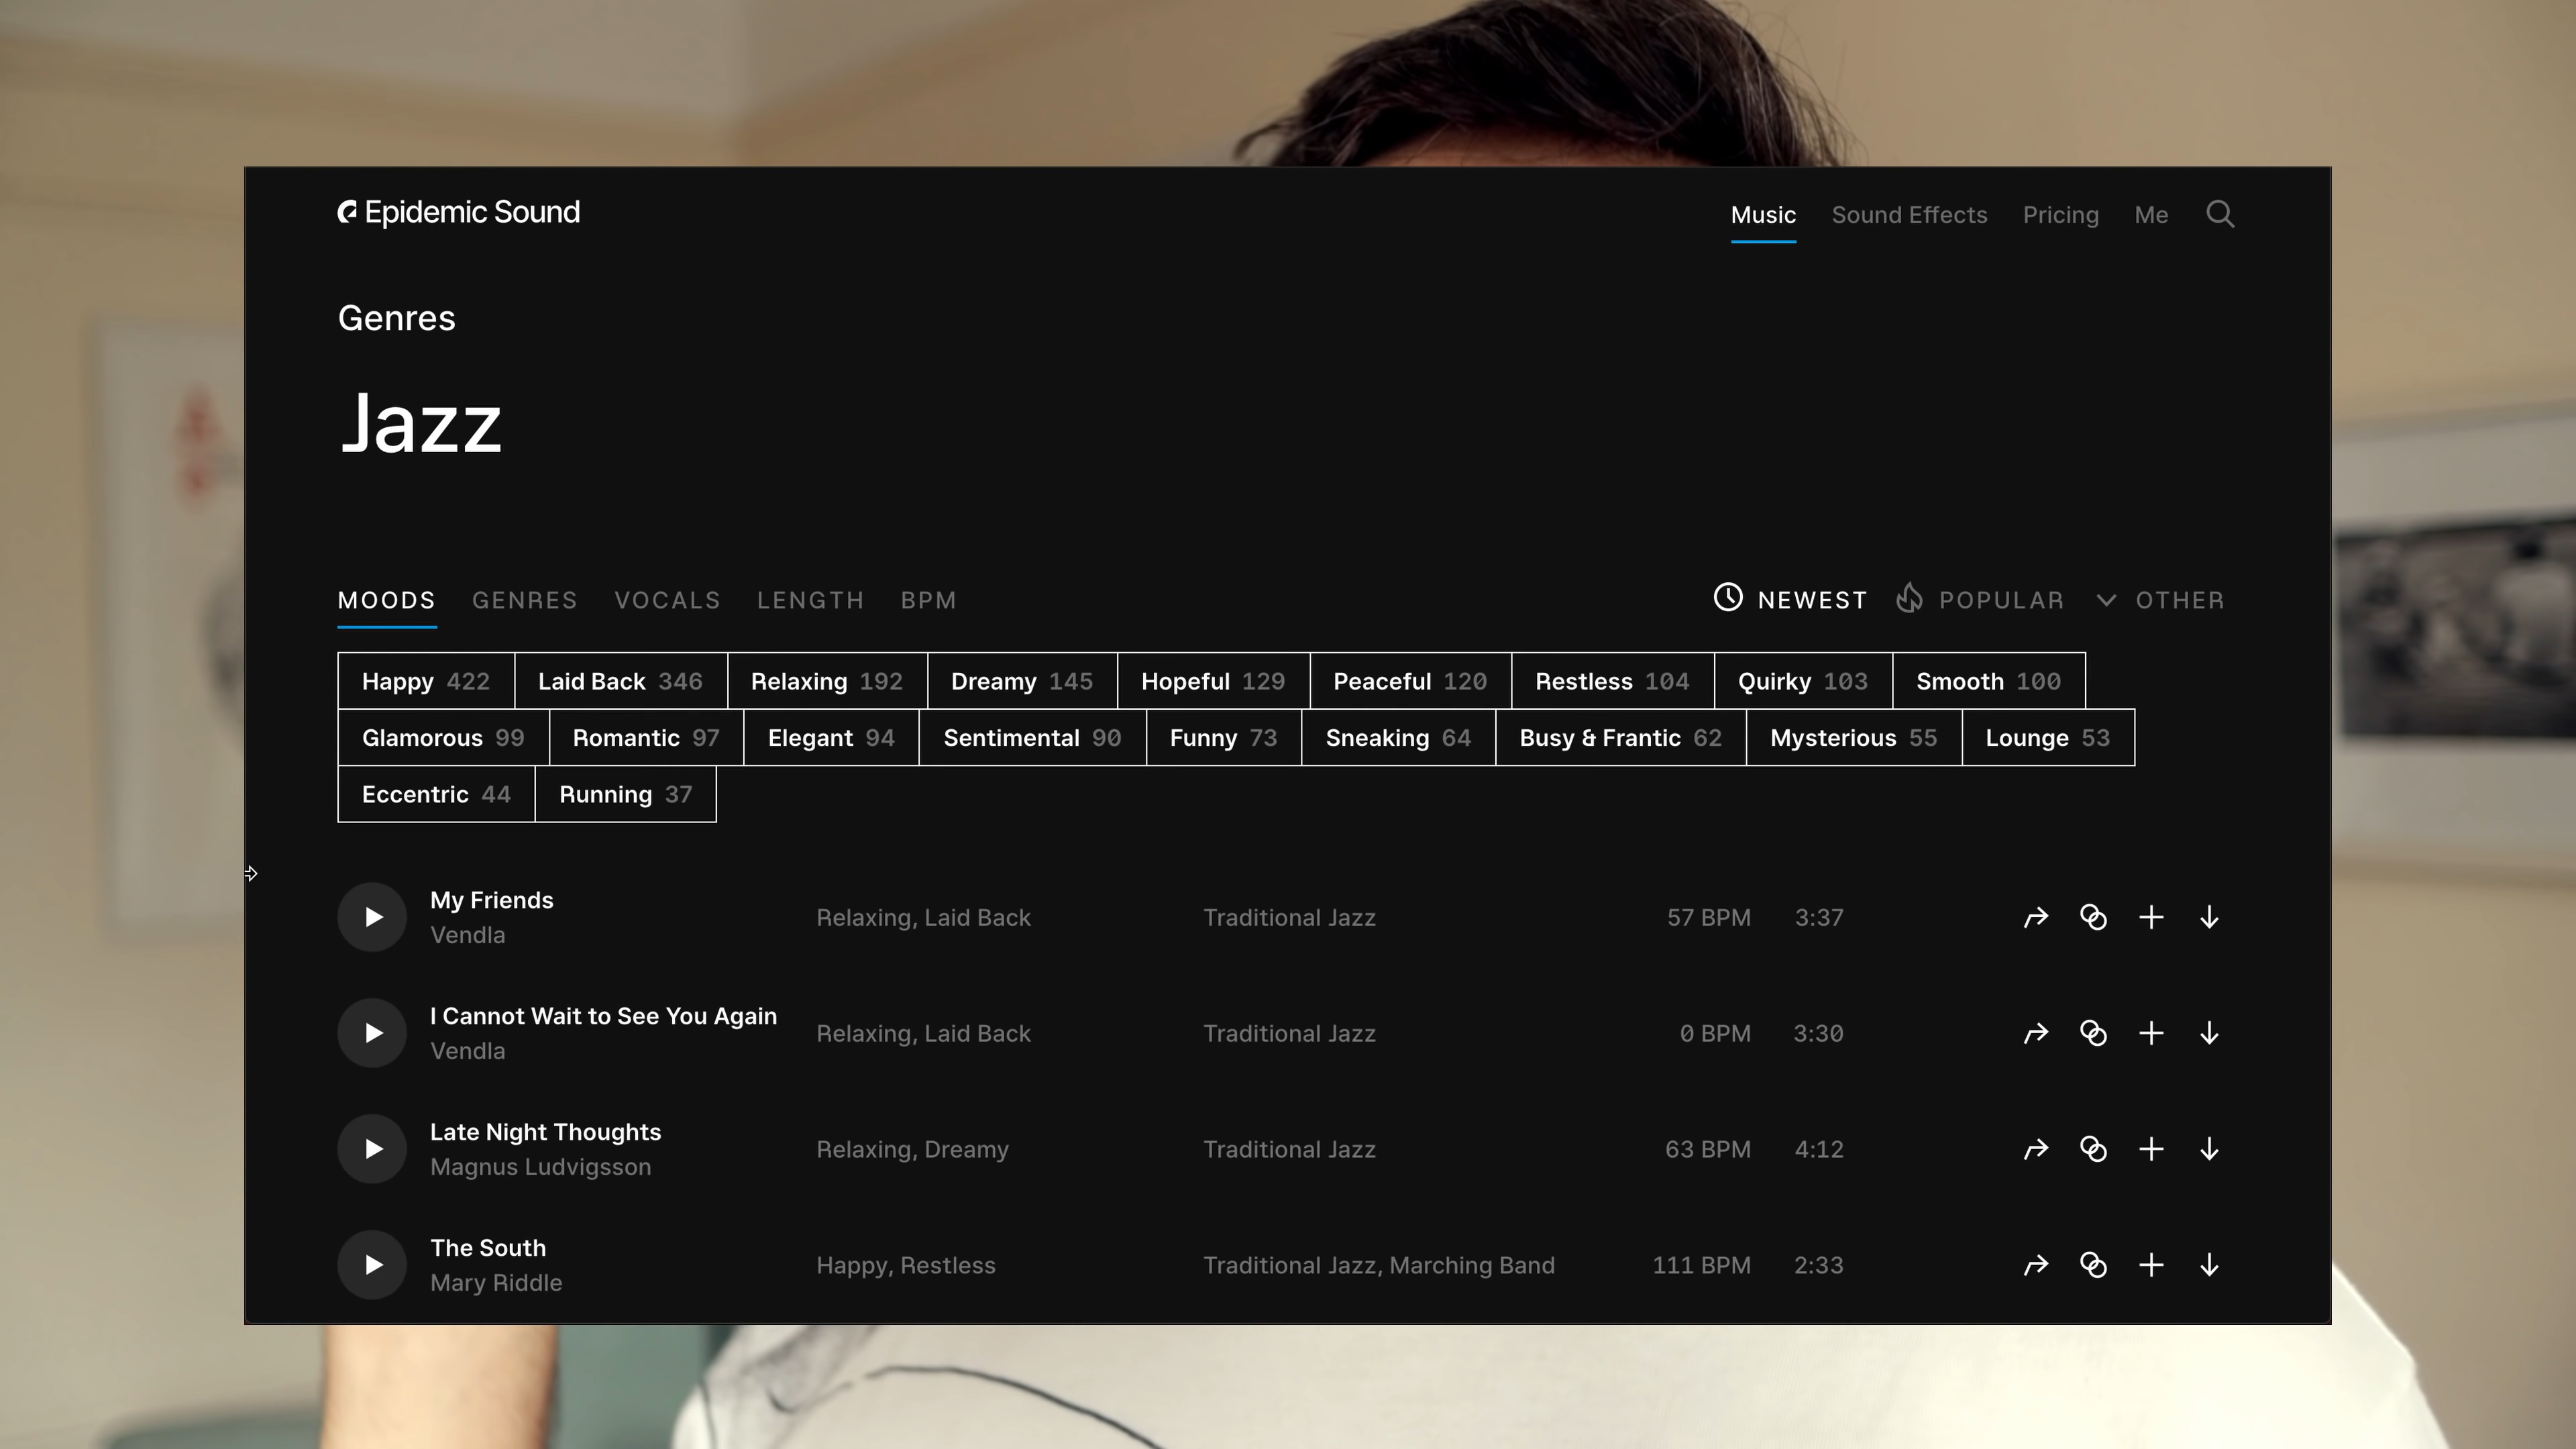 Epidemic Sound
Music Sound Effects Pricing Me
Genres
Jazz
MOODS GENRES VOCALS LENGTH BPM
NEWEST POPULAR OTHER
Happy 422 Laid Back 346 Relaxing 192 Dreamy 145 Hopeful 129 Peaceful 120 Restless 104 Quirky 103 Smooth 100
Glamorous 99 Romantic 97 Elegant 94 Sentimental 90 Funny 73 Sneaking 64 Busy & Frantic 62 Mysterious 55 Lounge 53
Eccentric 44 Running 37
My Friends
Vendla
Relaxing, Laid Back Traditional Jazz 57 BPM 3:37
I Cannot Wait to See You Again
Vendla
Relaxing, Laid Back Traditional Jazz 0 BPM 3:30
Late Night Thoughts
Magnus Ludvigsson
Relaxing, Dreamy Traditional Jazz 63 BPM 4:12
The South
Mary Riddle
Happy, Restless Traditional Jazz, Marching Band 111 BPM 2:33